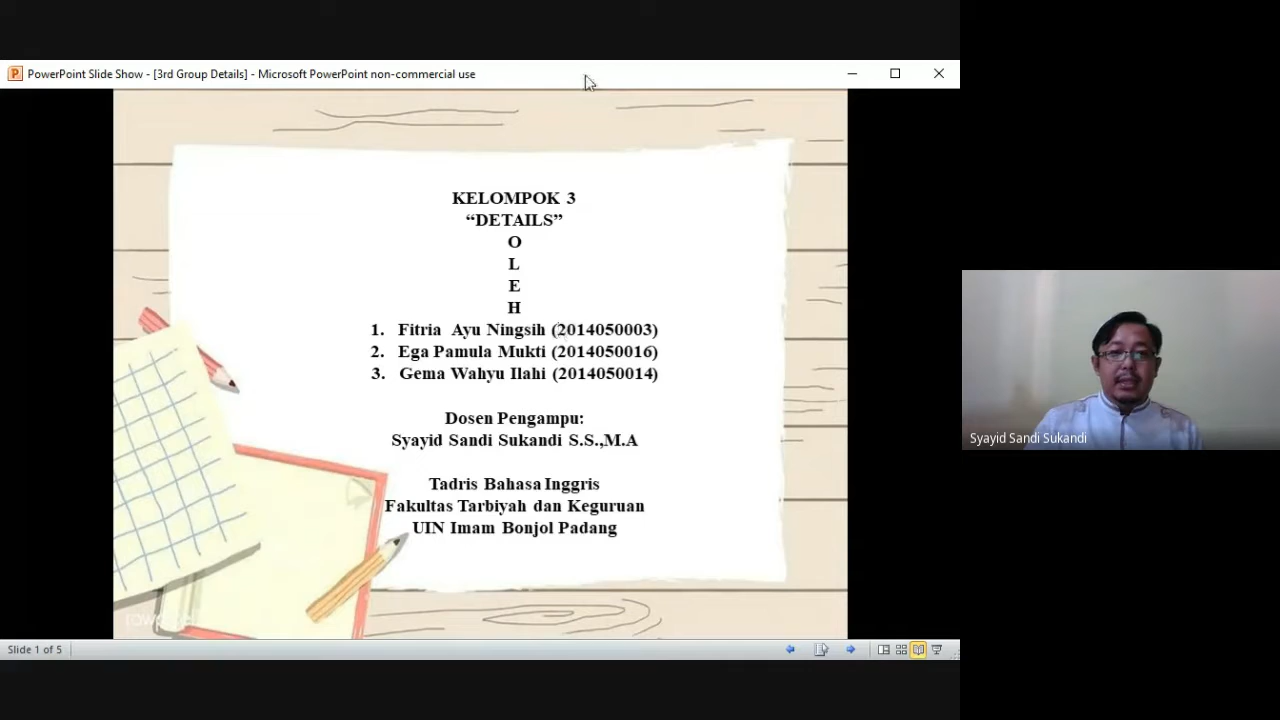 PowerPoint Slide Show - [3rd Group Details] - Microsoft PowerPoint non-commercial use
KELOMPOK 3
“DETAILS”
O
L
E
H
1. Fitria Ayu Ningsih (2014050003)
2. Ega Pamula Mukti (2014050016)
3. Gema Wahyu Ilahi (2014050014)
Dosen Pengampu:
Syayid Sandi Sukandi S.S.,M.A
Tadris Bahasa Inggris
Fakultas Tarbiyah dan Keguruan
UIN Imam Bonjol Padang
Slide 1 of 5
Syayid Sandi Sukandi